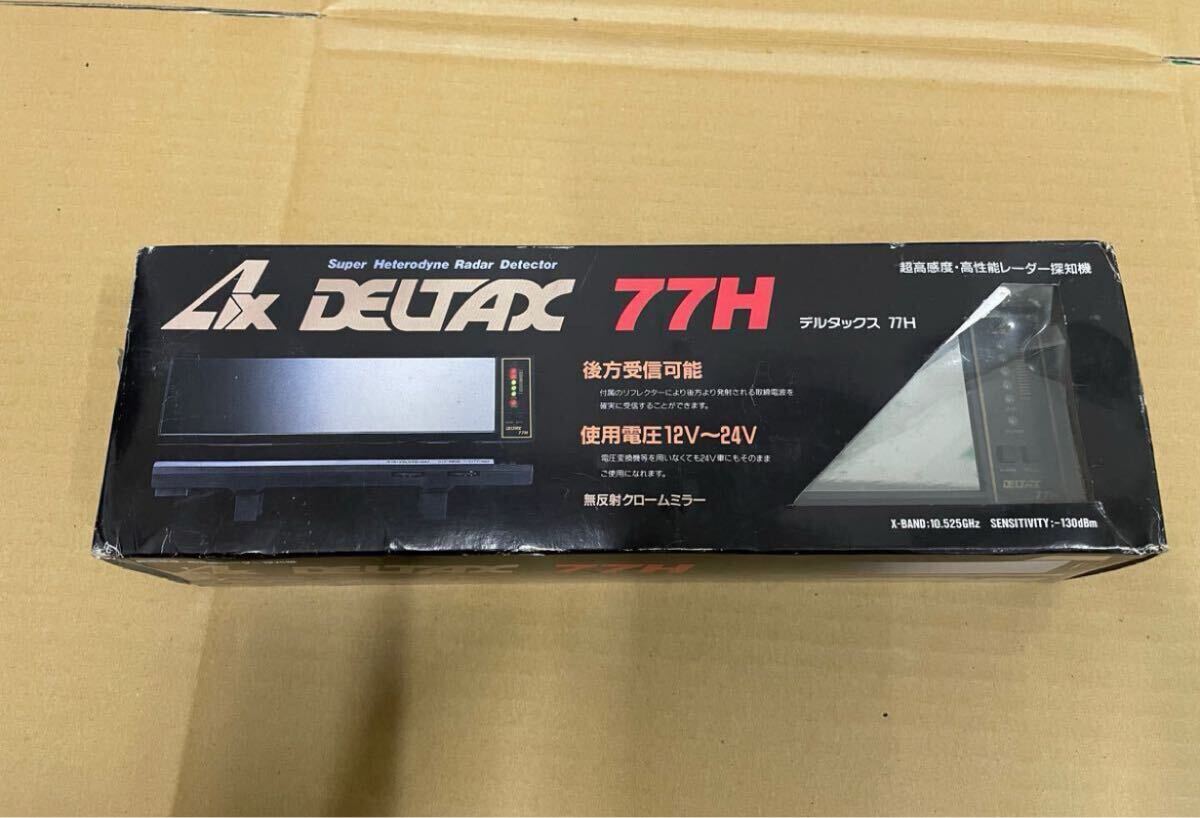 Super Heterodyne Radar Detector
Δx DELTAX 77H
デルタックス 77H
超高感度・高性能レーダー探知機
後方受信可能
付属のリフレクターにより後方より発射される取締電波を
確実に受信することができます。
使用電圧12V〜24V
電圧変換機等を用いなくても24V車にもそのまま
ご使用になれます。
無反射クロームミラー
DELTAX
77H
DELTAX
77H
X-BAND:10.525GHz SENSITIVITY:-130dBm
Δx DELTAX 77H